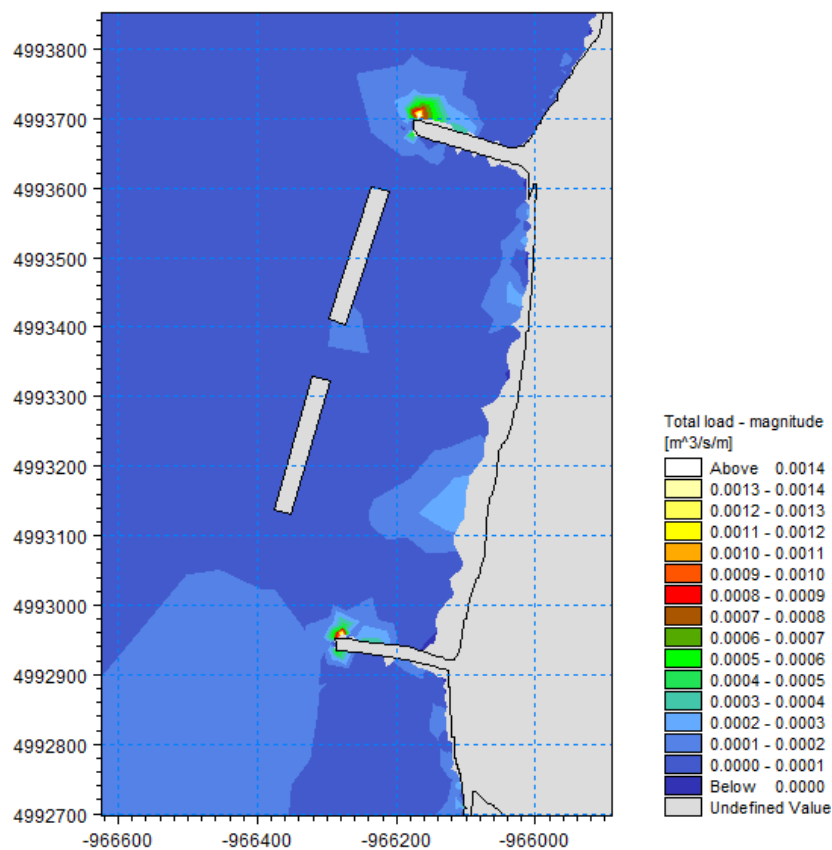 4993800
4993700
4993600
4993500
4993400
4993300
4993200
4993100
4993000
4992900
4992800
4992700
-966600 -966400 -966200 -966000
Total load - magnitude
[m^3/s/m]
Above 0.0014
0.0013 - 0.0014
0.0012 - 0.0013
0.0011 - 0.0012
0.0010 - 0.0011
0.0009 - 0.0010
0.0008 - 0.0009
0.0007 - 0.0008
0.0006 - 0.0007
0.0005 - 0.0006
0.0004 - 0.0005
0.0003 - 0.0004
0.0002 - 0.0003
0.0001 - 0.0002
0.0000 - 0.0001
Below 0.0000
Undefined Value